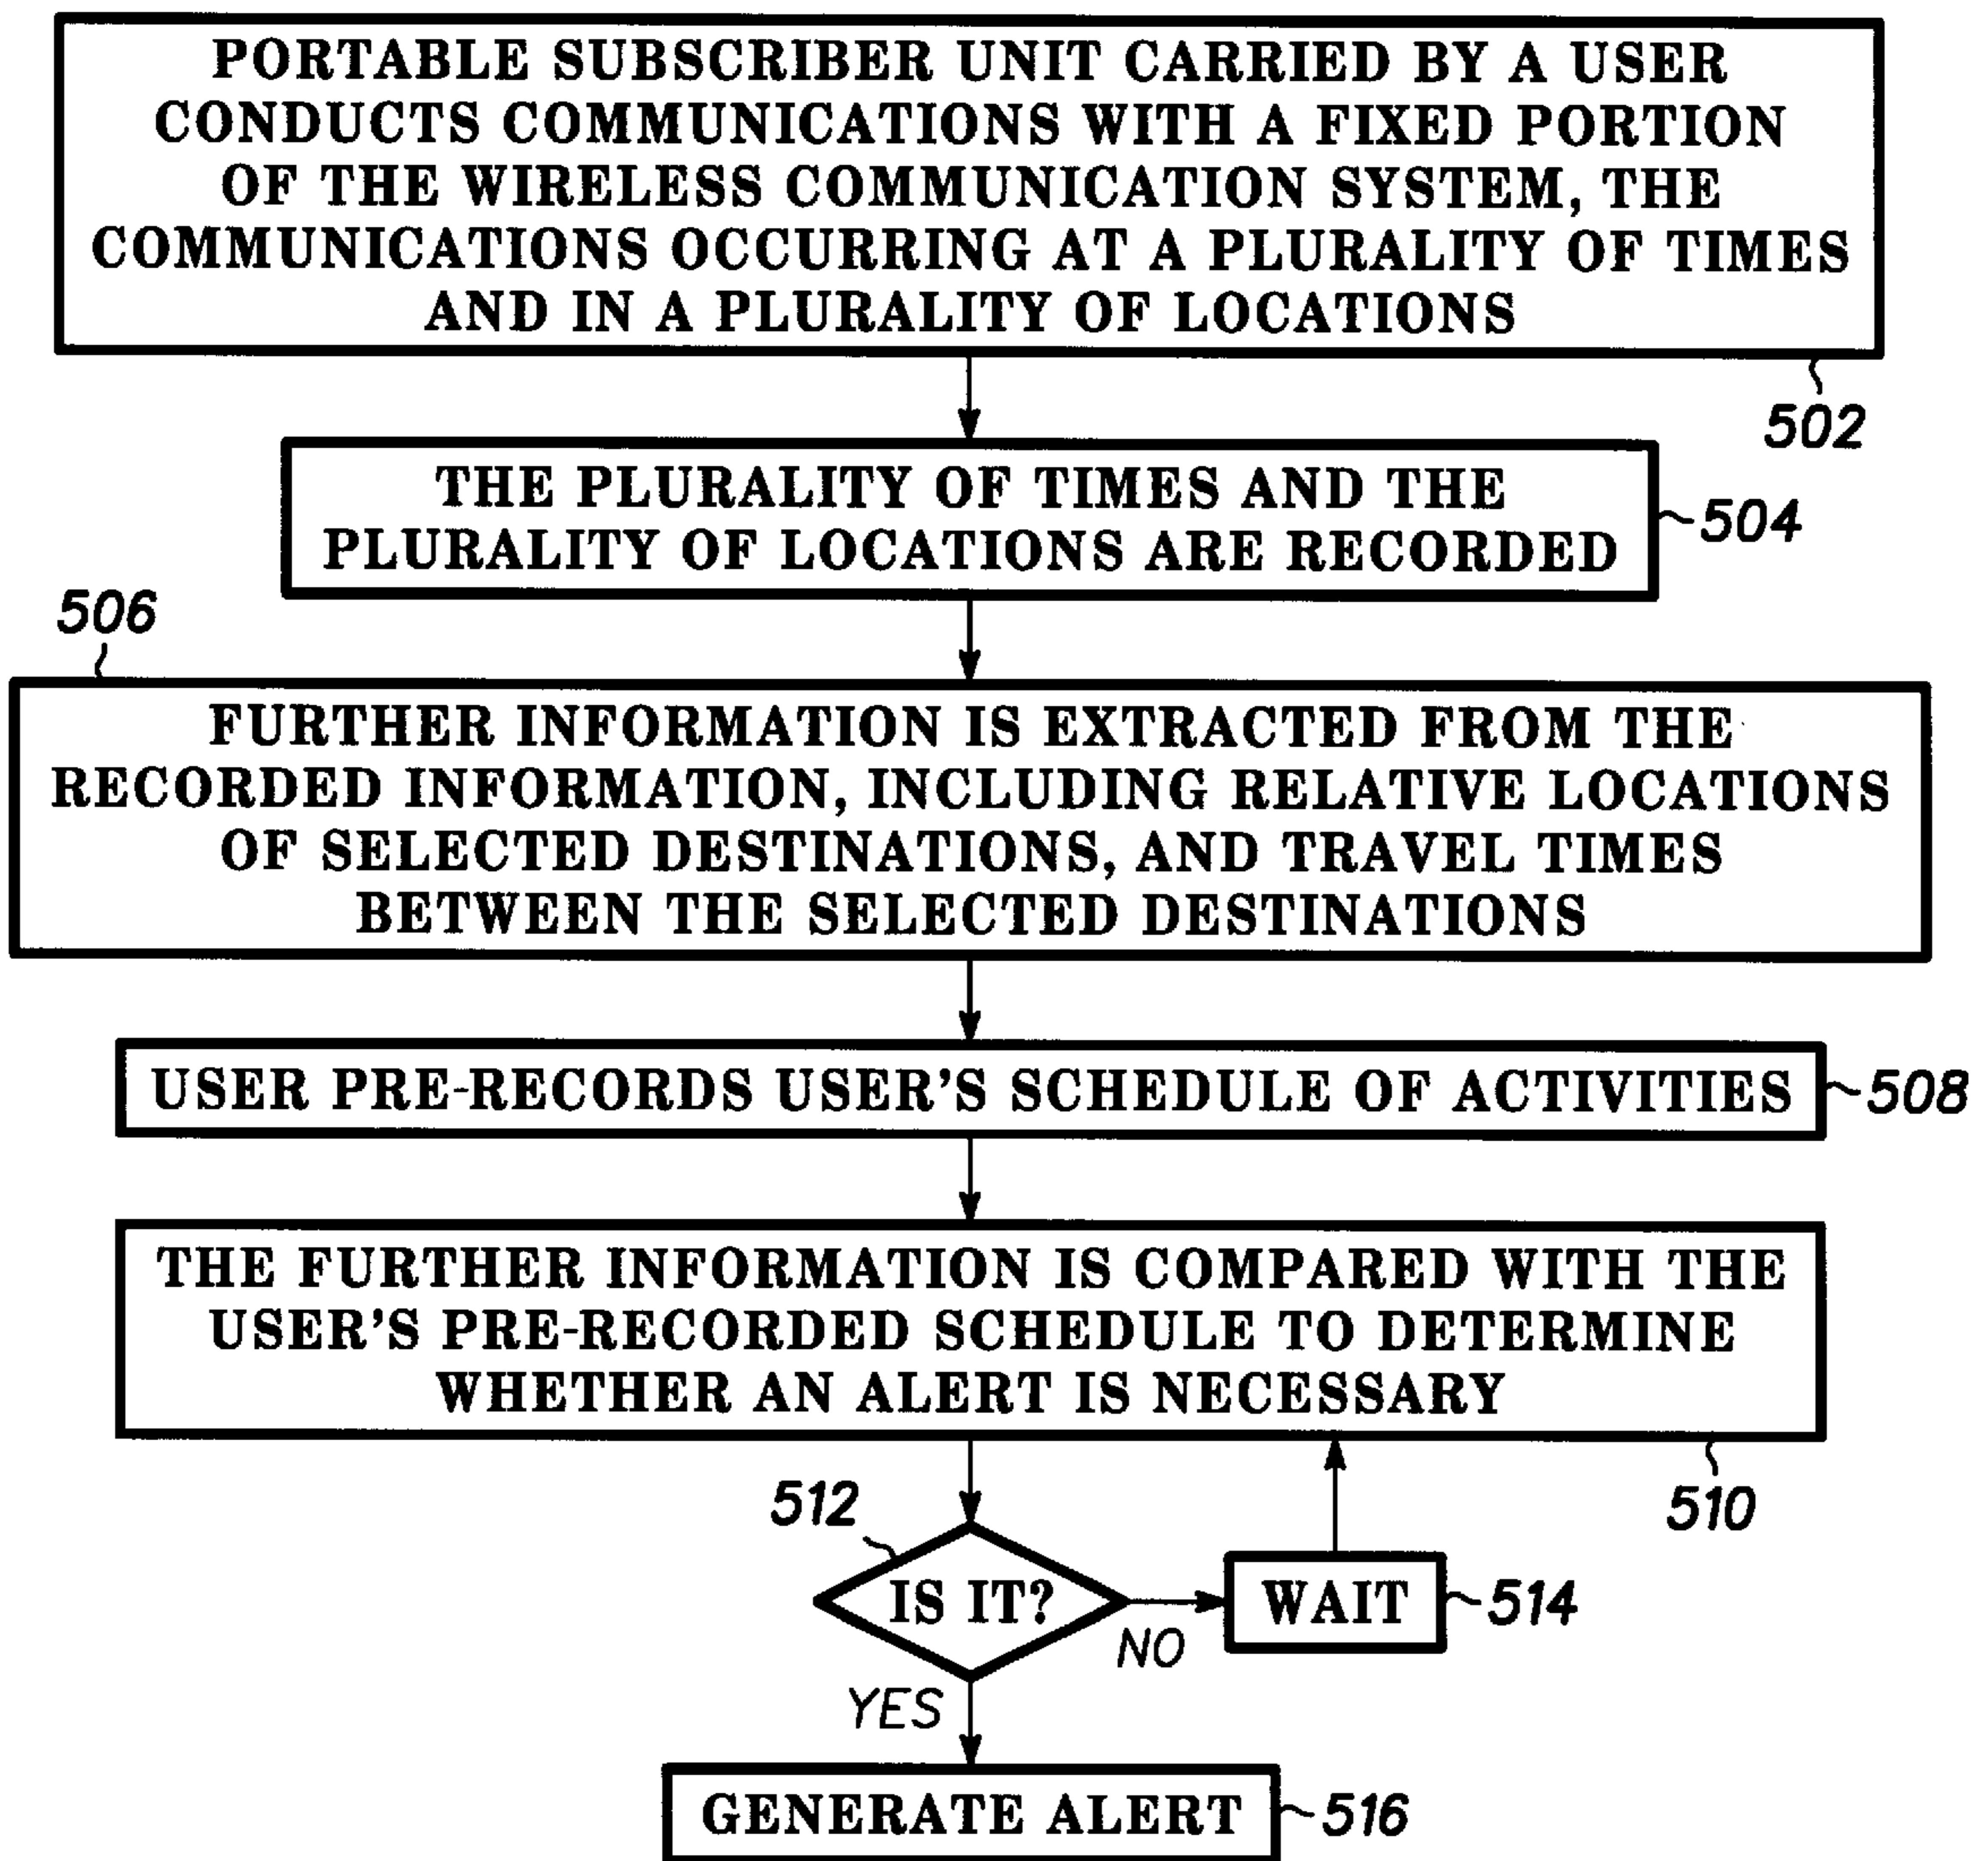 PORTABLE SUBSCRIBER UNIT CARRIED BY A USER
CONDUCTS COMMUNICATIONS WITH A FIXED PORTION
OF THE WIRELESS COMMUNICATION SYSTEM, THE
COMMUNICATIONS OCCURRING AT A PLURALITY OF TIMES
AND IN A PLURALITY OF LOCATIONS
502
THE PLURALITY OF TIMES AND THE
PLURALITY OF LOCATIONS ARE RECORDED
504
506
FURTHER INFORMATION IS EXTRACTED FROM THE
RECORDED INFORMATION, INCLUDING RELATIVE LOCATIONS
OF SELECTED DESTINATIONS, AND TRAVEL TIMES
BETWEEN THE SELECTED DESTINATIONS
USER PRE-RECORDS USER'S SCHEDULE OF ACTIVITIES
508
THE FURTHER INFORMATION IS COMPARED WITH THE
USER'S PRE-RECORDED SCHEDULE TO DETERMINE
WHETHER AN ALERT IS NECESSARY
510
512
IS IT?
NO
WAIT
514
YES
GENERATE ALERT
516